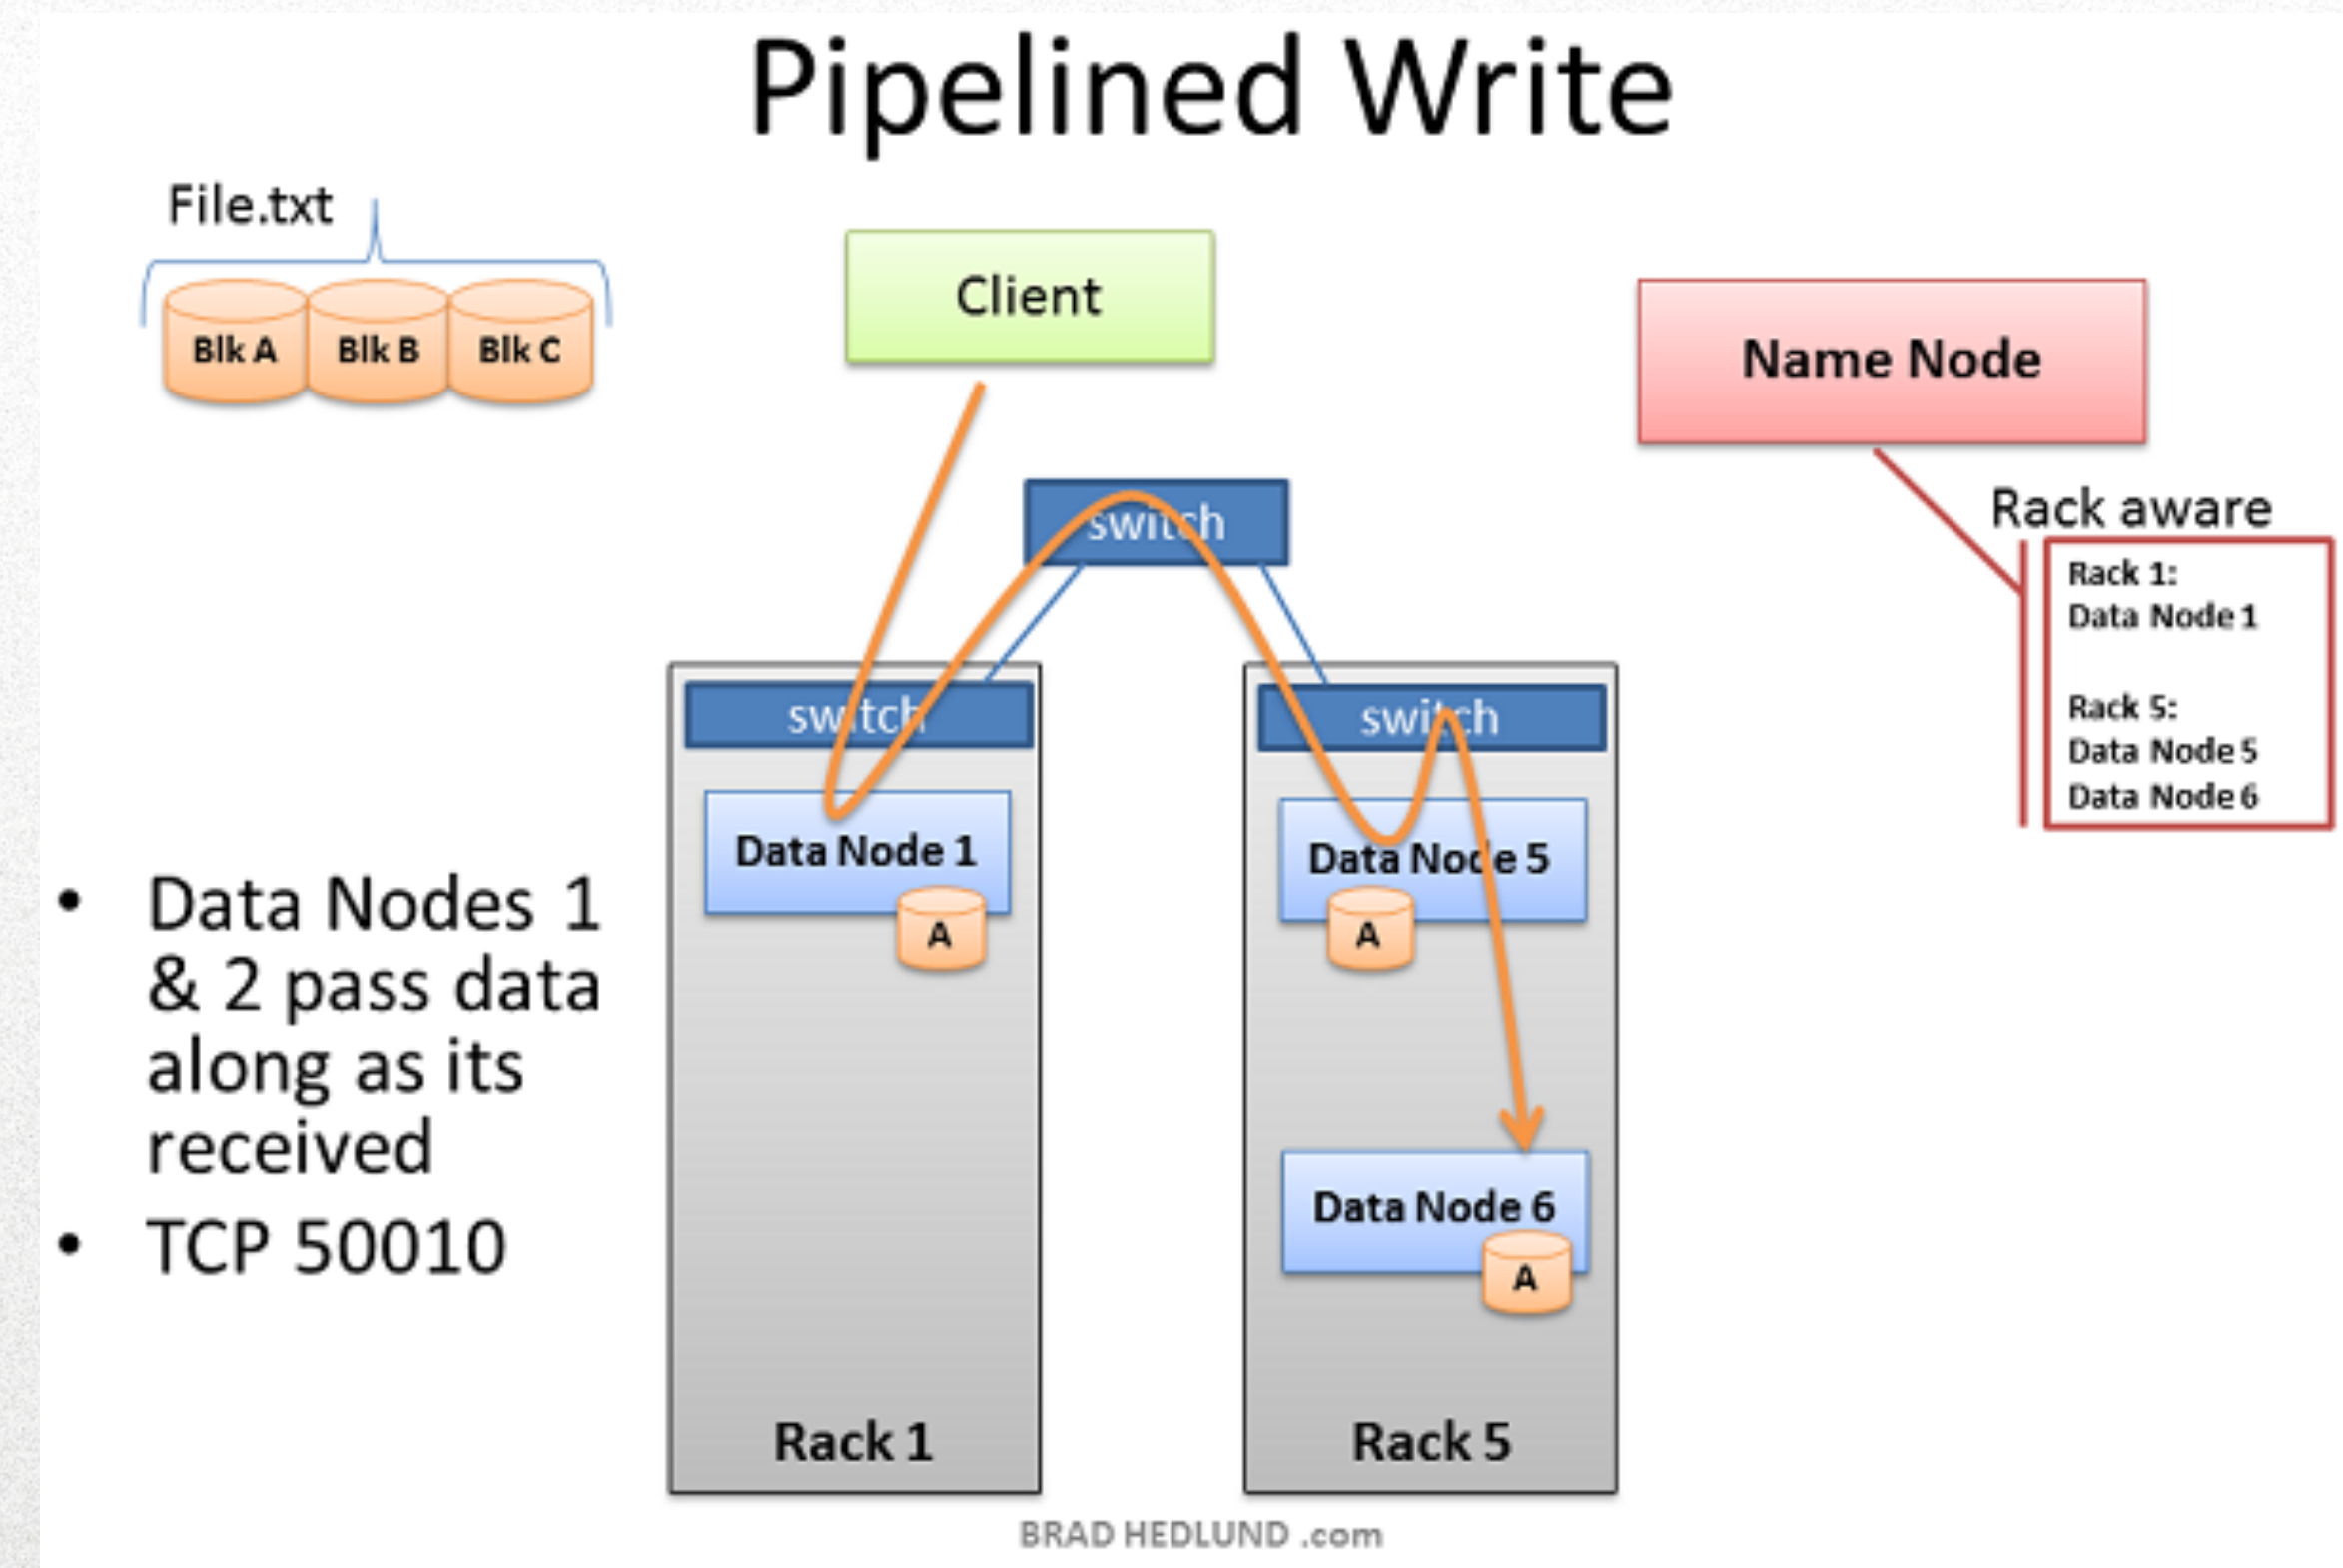 Pipelined Write
File.txt
Blk A
Blk B
Blk C
Client
Name Node
switch
Rack aware
Rack 1:
Data Node 1
Rack 5:
Data Node 5
Data Node 6
switch
Data Node 1
A
Rack 1
switch
Data Node 5
A
Data Node 6
A
Rack 5
• Data Nodes 1
& 2 pass data
along as its
received
• TCP 50010
BRAD HEDLUND .com